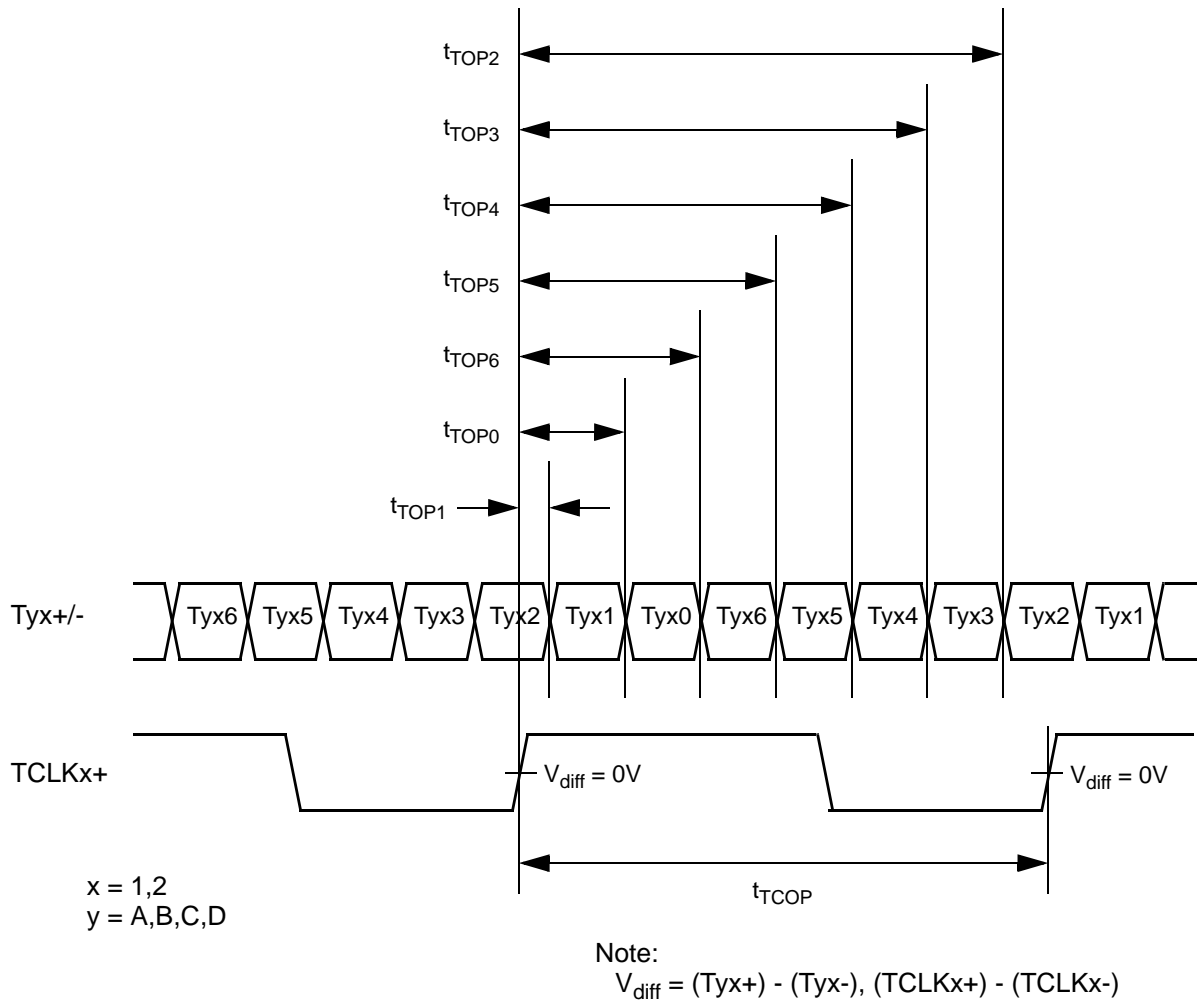 tTOP2
tTOP3
tTOP4
tTOP5
tTOP6
tTOP0
tTOP1
Tyx+/- Tyx6 Tyx5 Tyx4 Tyx3 Tyx2 Tyx1 Tyx0 Tyx6 Tyx5 Tyx4 Tyx3 Tyx2 Tyx1
TCLKx+ Vdiff = 0V Vdiff = 0V
tTCOP
x = 1,2
y = A,B,C,D
Note:
Vdiff = (Tyx+) - (Tyx-), (TCLKx+) - (TCLKx-)